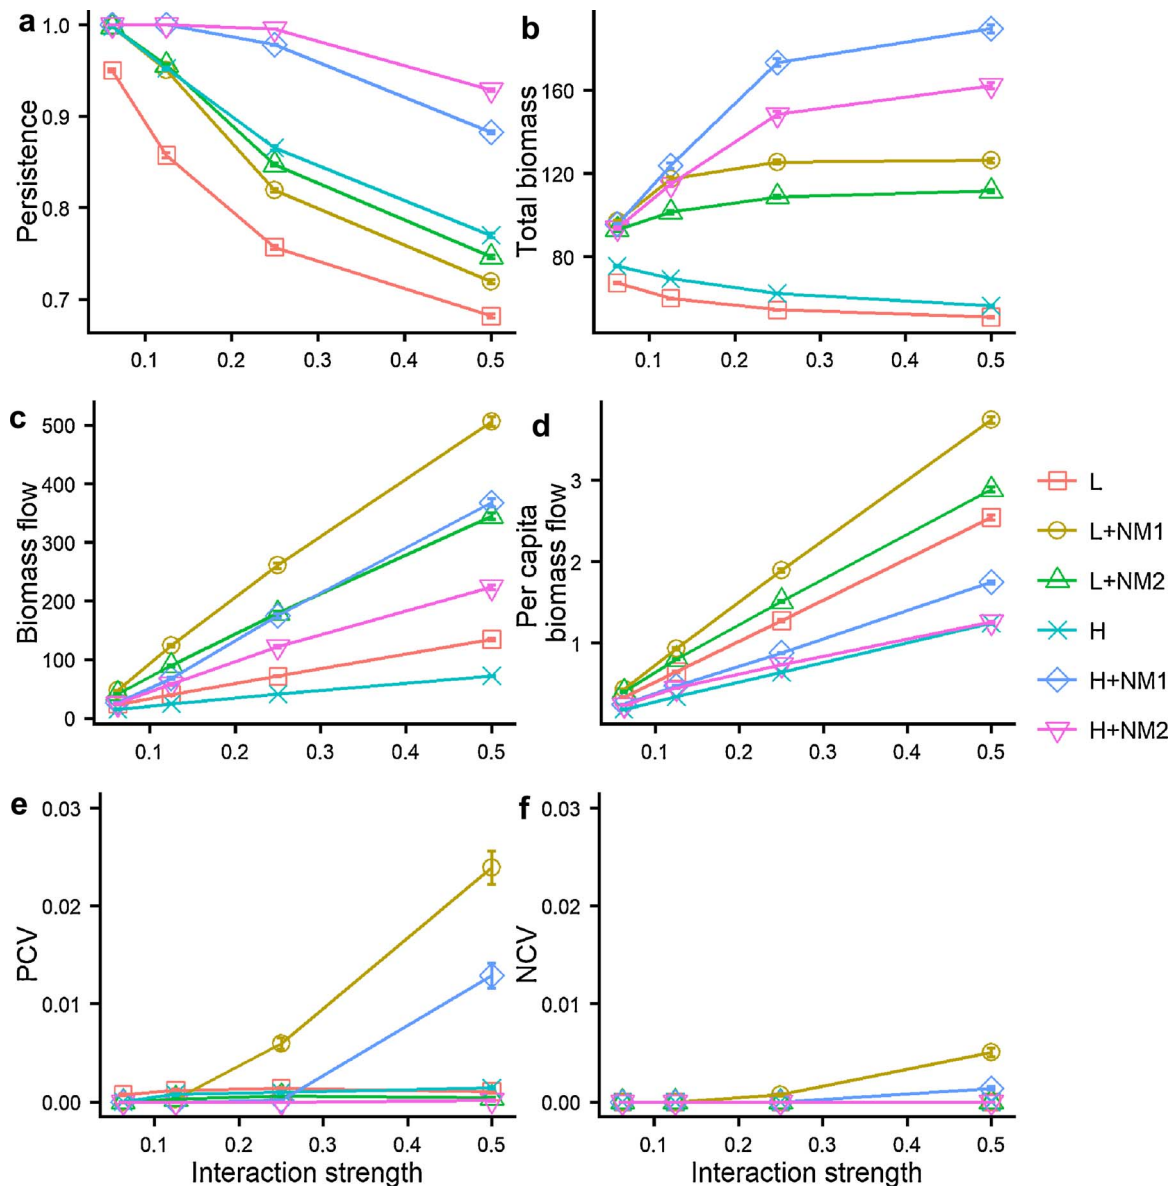 a
Persistence
1.0
0.9
0.8
0.7
0.1
0.2
0.3
0.4
0.5
b
Total biomass
160
120
80
0.1
0.2
0.3
0.4
0.5
c
Biomass flow
500
400
300
200
100
0
0.1
0.2
0.3
0.4
0.5
d
Per capita
biomass flow
3
2
1
0.1
0.2
0.3
0.4
0.5
L
L+NM1
L+NM2
H
H+NM1
H+NM2
e
PCV
0.03
0.02
0.01
0.00
0.1
0.2
0.3
0.4
0.5
Interaction strength
f
NCV
0.03
0.02
0.01
0.00
0.1
0.2
0.3
0.4
0.5
Interaction strength